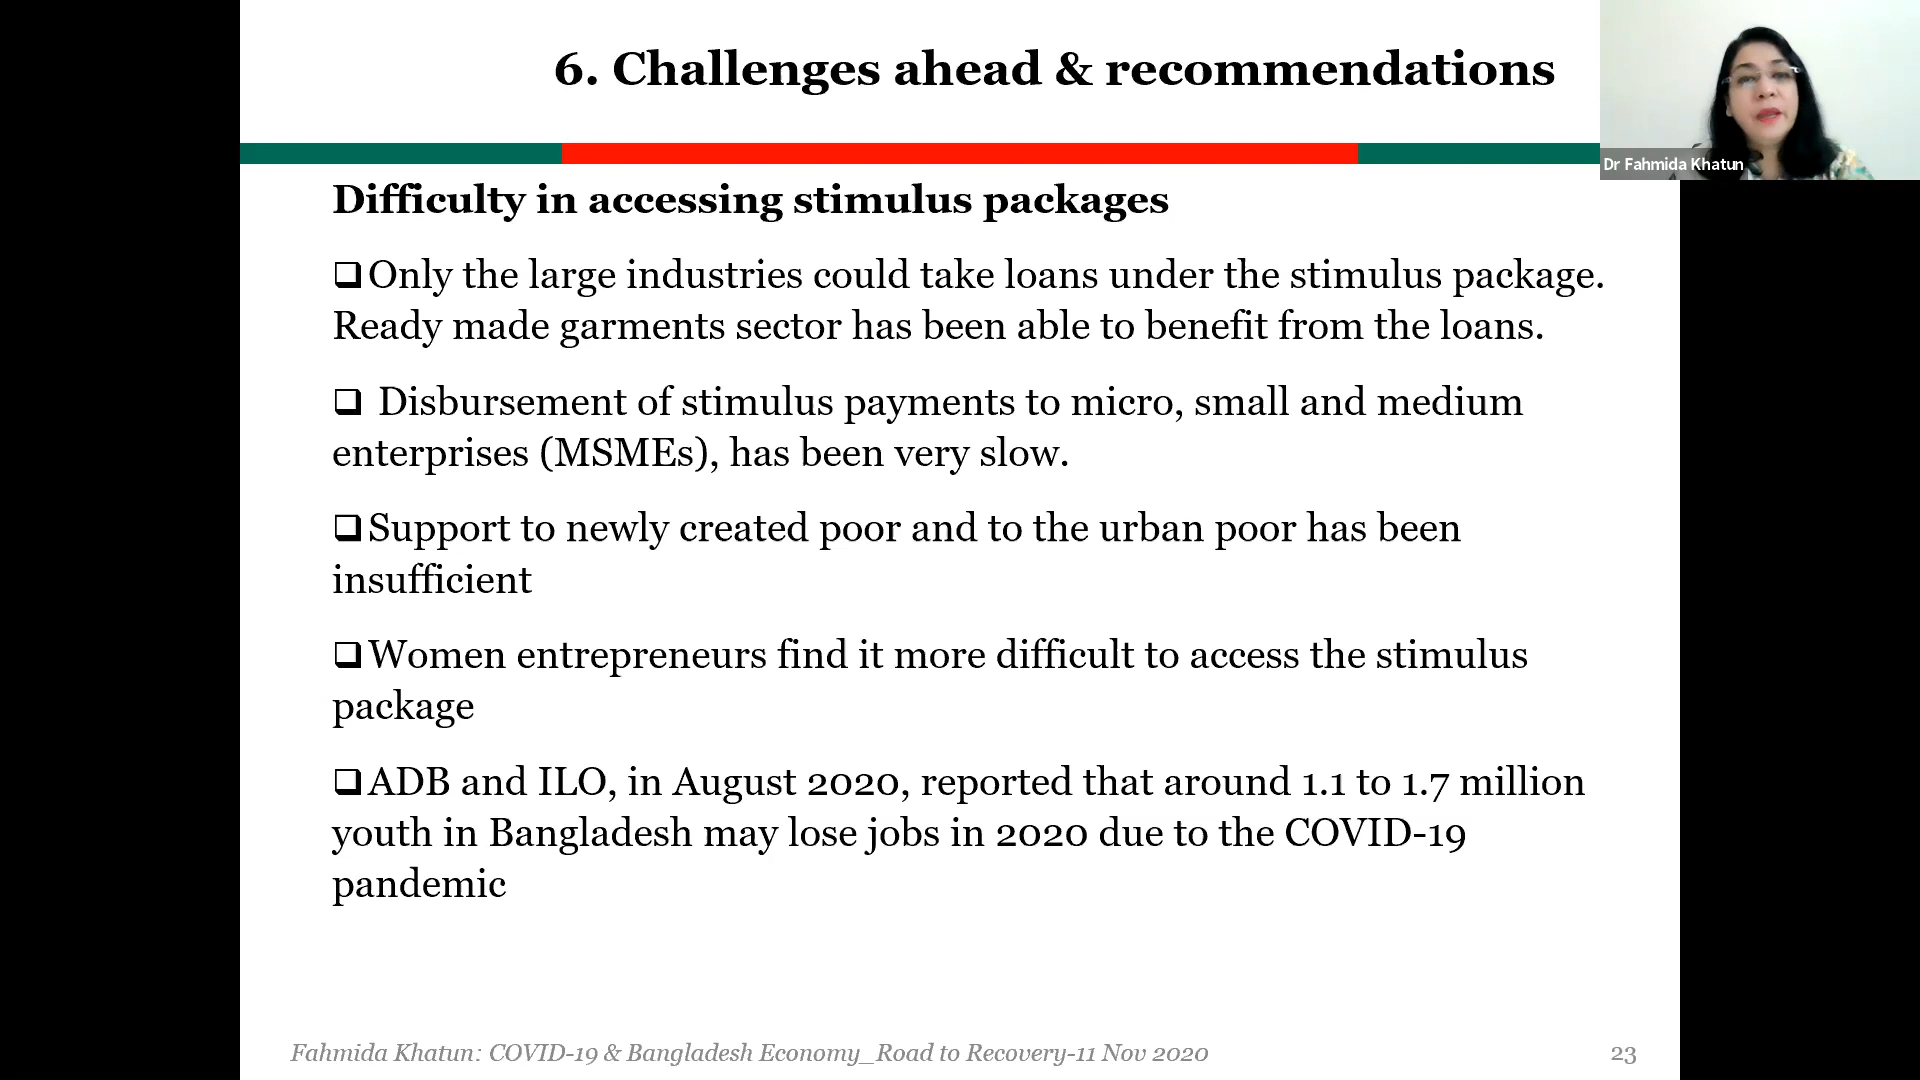 6. Challenges ahead & recommendations
Dr Fahmida Khatun
Difficulty in accessing stimulus packages
❑Only the large industries could take loans under the stimulus package.
Ready made garments sector has been able to benefit from the loans.
❑ Disbursement of stimulus payments to micro, small and medium
enterprises (MSMEs), has been very slow.
❑Support to newly created poor and to the urban poor has been
insufficient
❑Women entrepreneurs find it more difficult to access the stimulus
package
❑ADB and ILO, in August 2020, reported that around 1.1 to 1.7 million
youth in Bangladesh may lose jobs in 2020 due to the COVID-19
pandemic
Fahmida Khatun: COVID-19 & Bangladesh Economy_Road to Recovery-11 Nov 2020
23